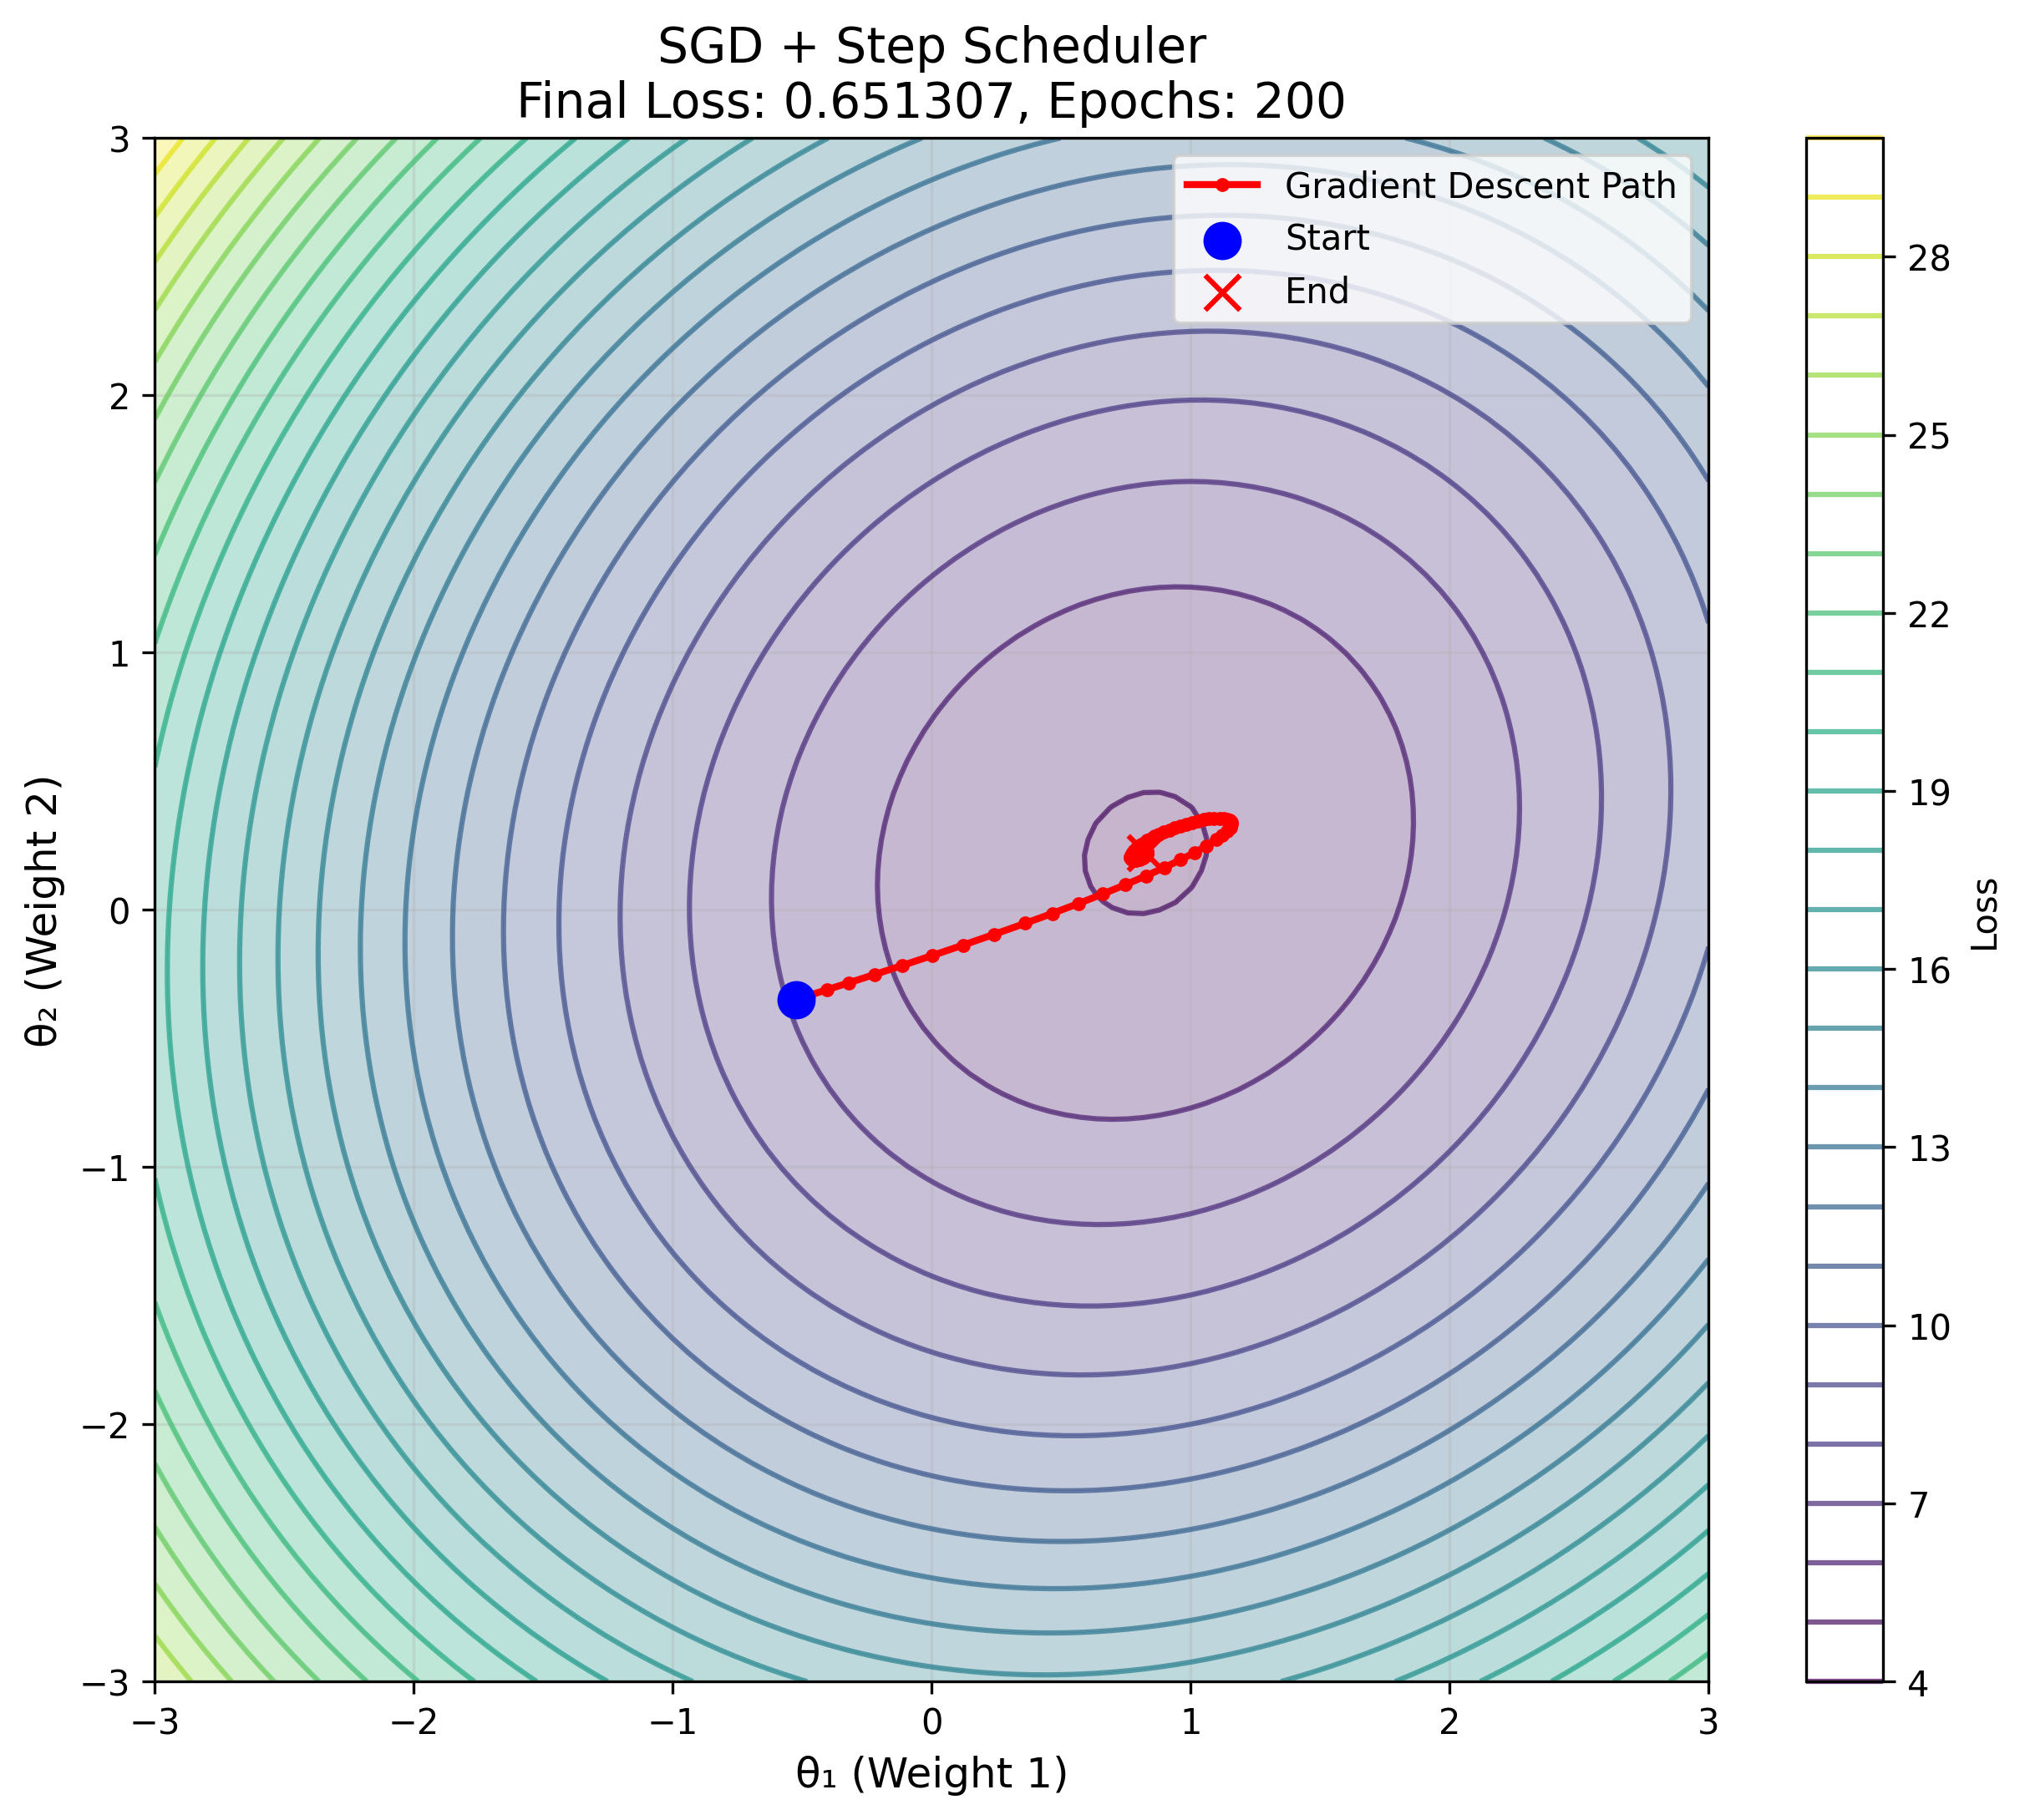 SGD + Step Scheduler
Final Loss: 0.651307, Epochs: 200
Gradient Descent Path
Start
End
3
2
1
0
−1
−2
−3
θ₂ (Weight 2)
−3
−2
−1
0
1
2
3
θ₁ (Weight 1)
28
25
22
19
16
13
10
7
4
Loss